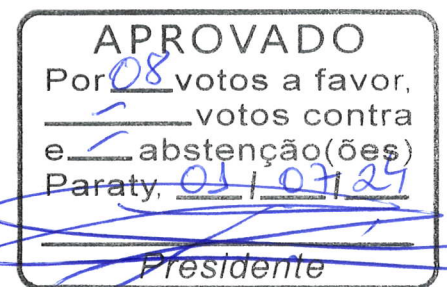 APROVADO
Por 08 votos a favor,
/ votos contra
e / abstenção(ões)
Paraty, 01 / 07 / 24
Presidente